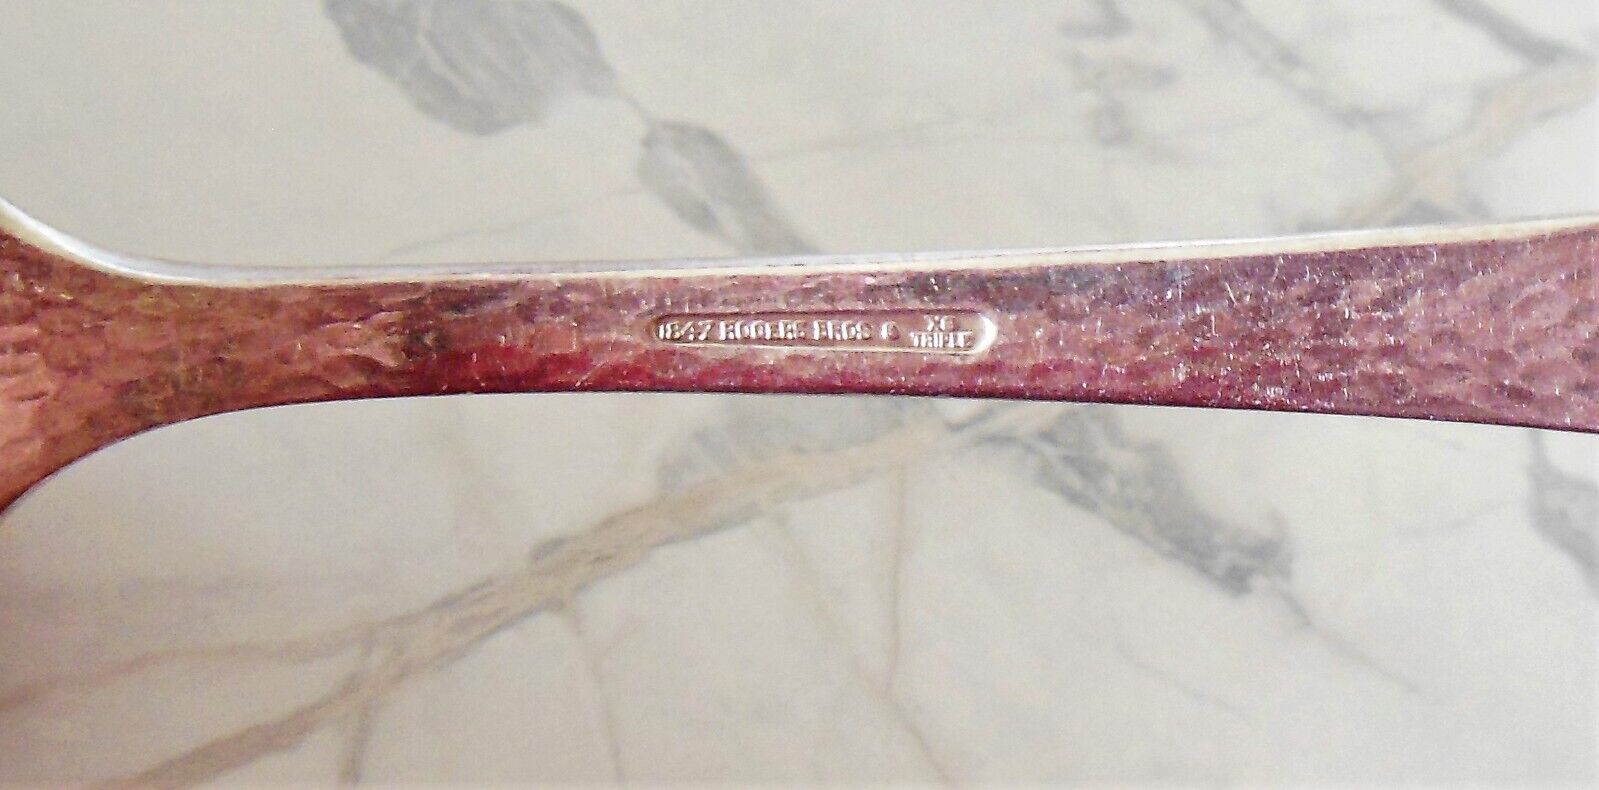 1847 ROGERS BROS ® XS
TRIPLE